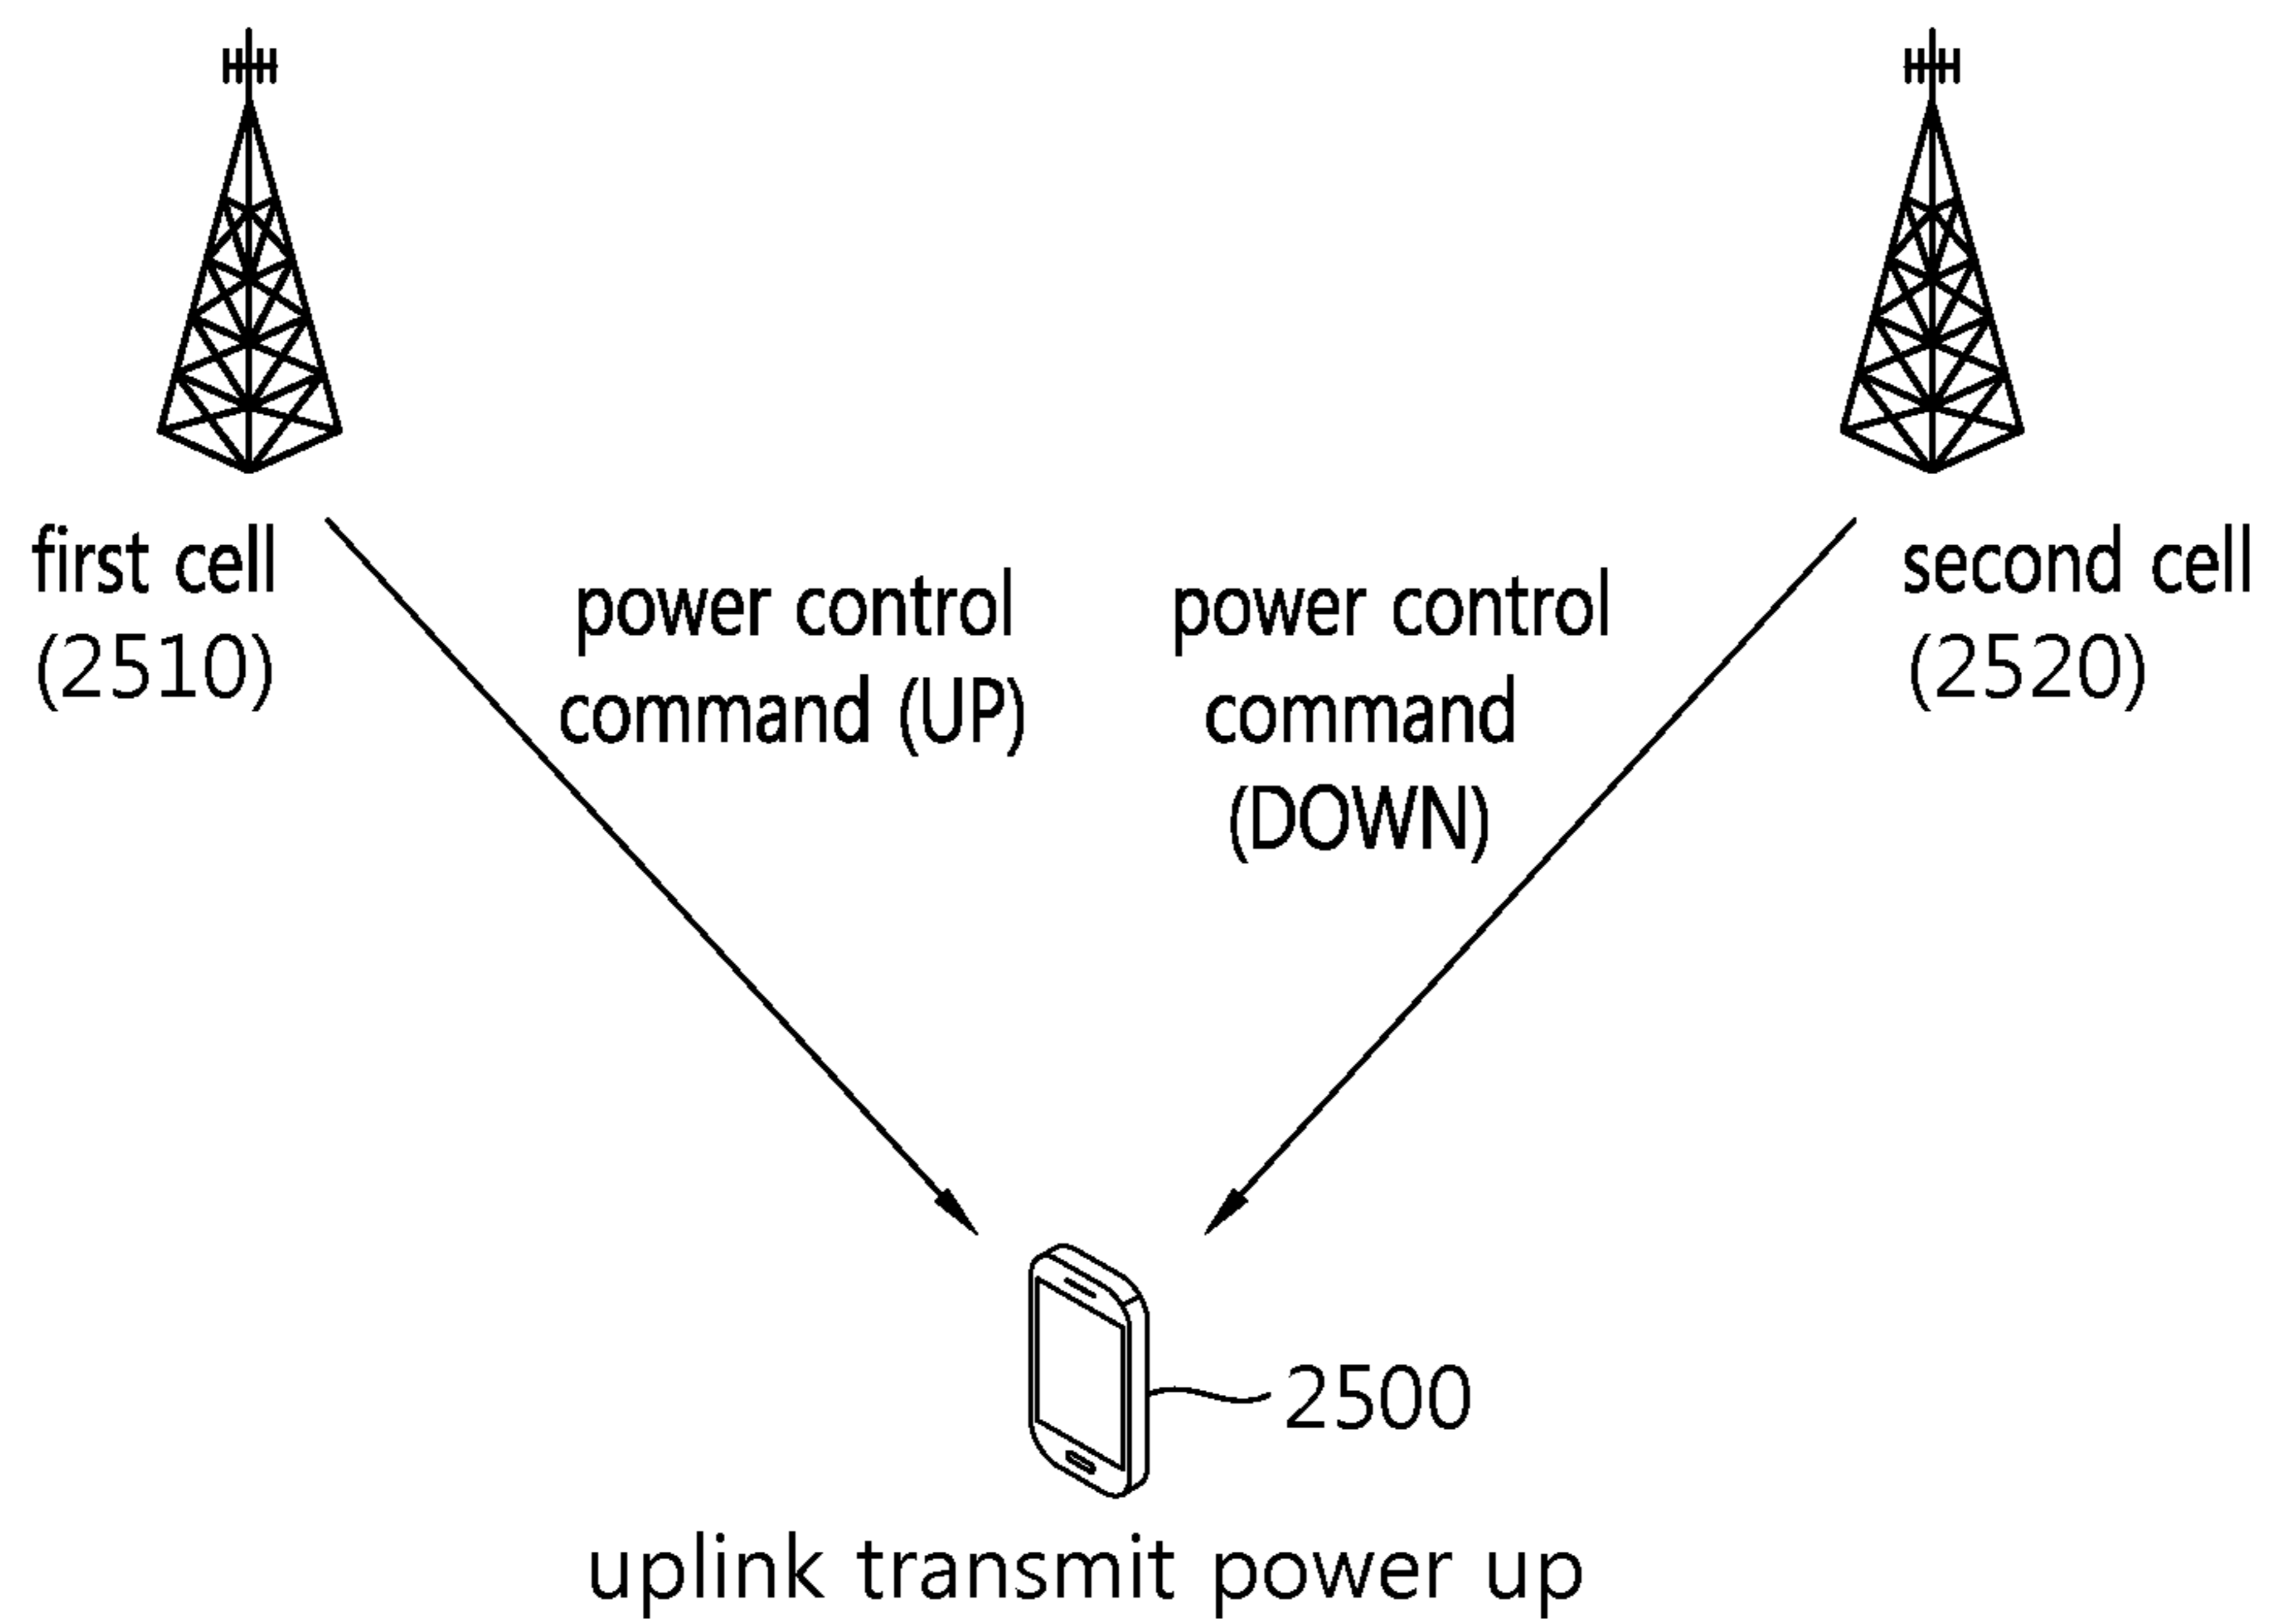 first cell
(2510)
power control
command (UP)
power control
command
(DOWN)
second cell
(2520)
2500
uplink transmit power up